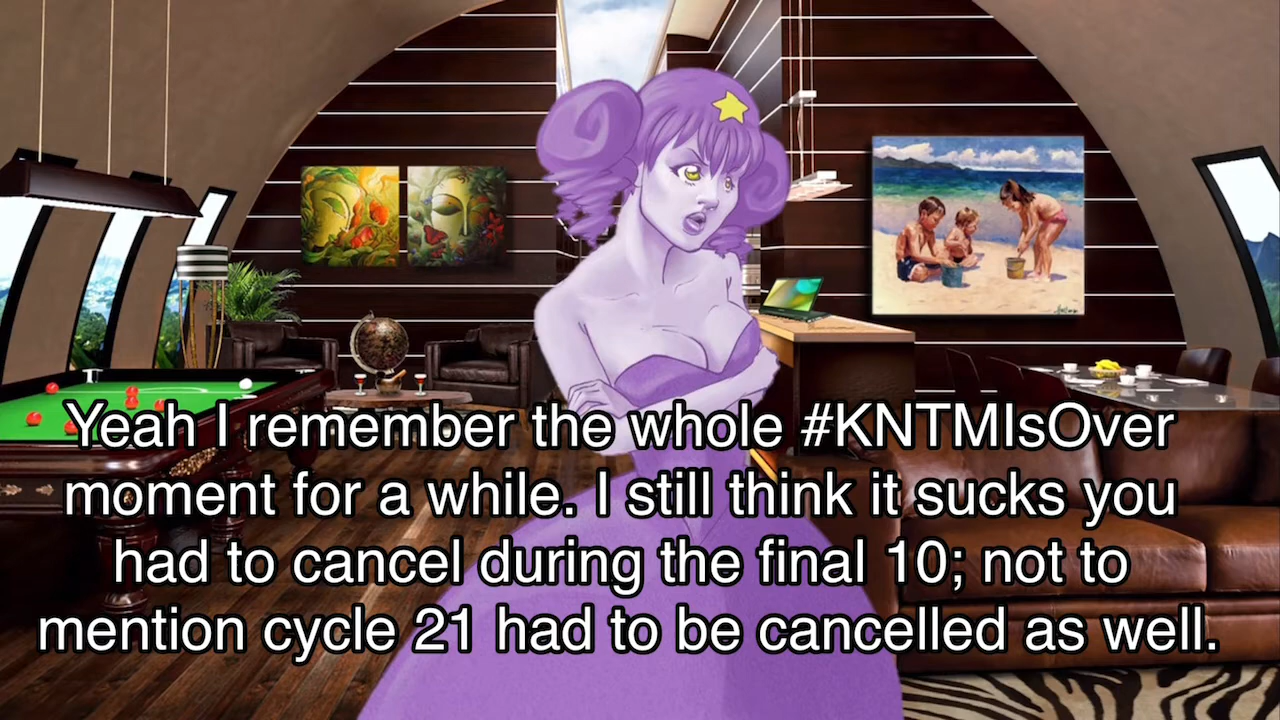 Yeah I remember the whole #KNTMIsOver
moment for a while. I still think it sucks you
had to cancel during the final 10; not to
mention cycle 21 had to be cancelled as well.